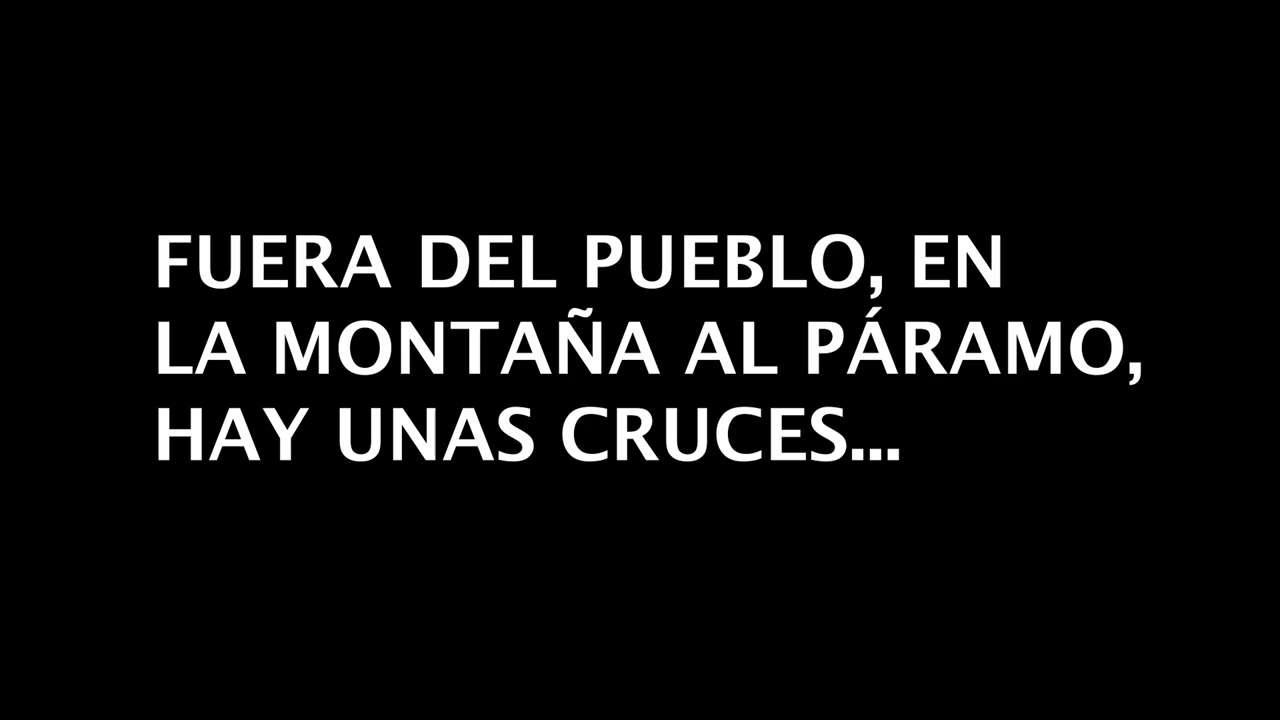 FUERA DEL PUEBLO, EN
LA MONTAÑA AL PÁRAMO,
HAY UNAS CRUCES...